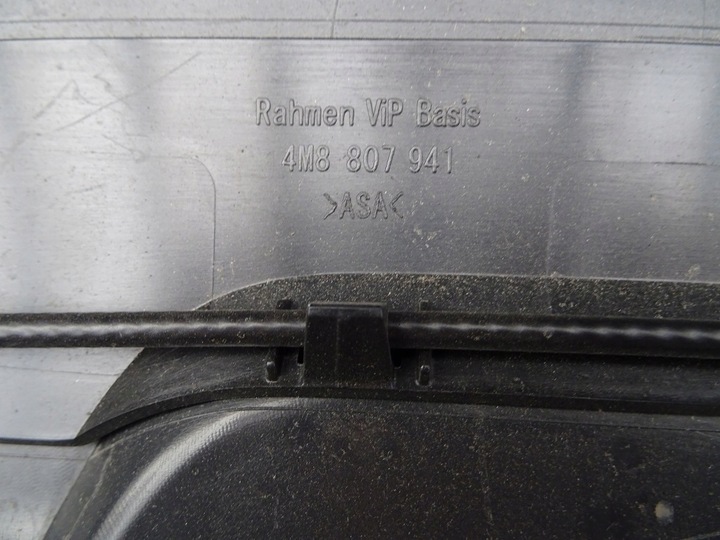 Rahmen ViP Basis
4M8 807 941
>ASA<